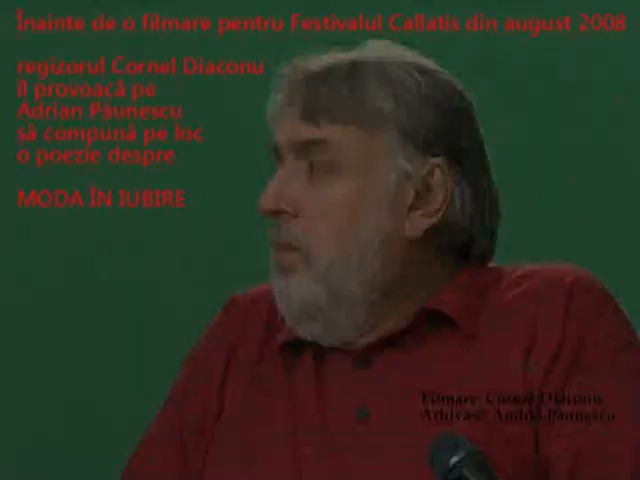 Înainte de o filmare pentru Festivalul Callatis din august 2008
regizorul Cornel Diaconu
îl provoacă pe
Adrian Păunescu
să compună pe loc
o poezie despre
MODA ÎN IUBIRE
Filmare: Cornel Diaconu
Arhivast: Andrei Păunescu